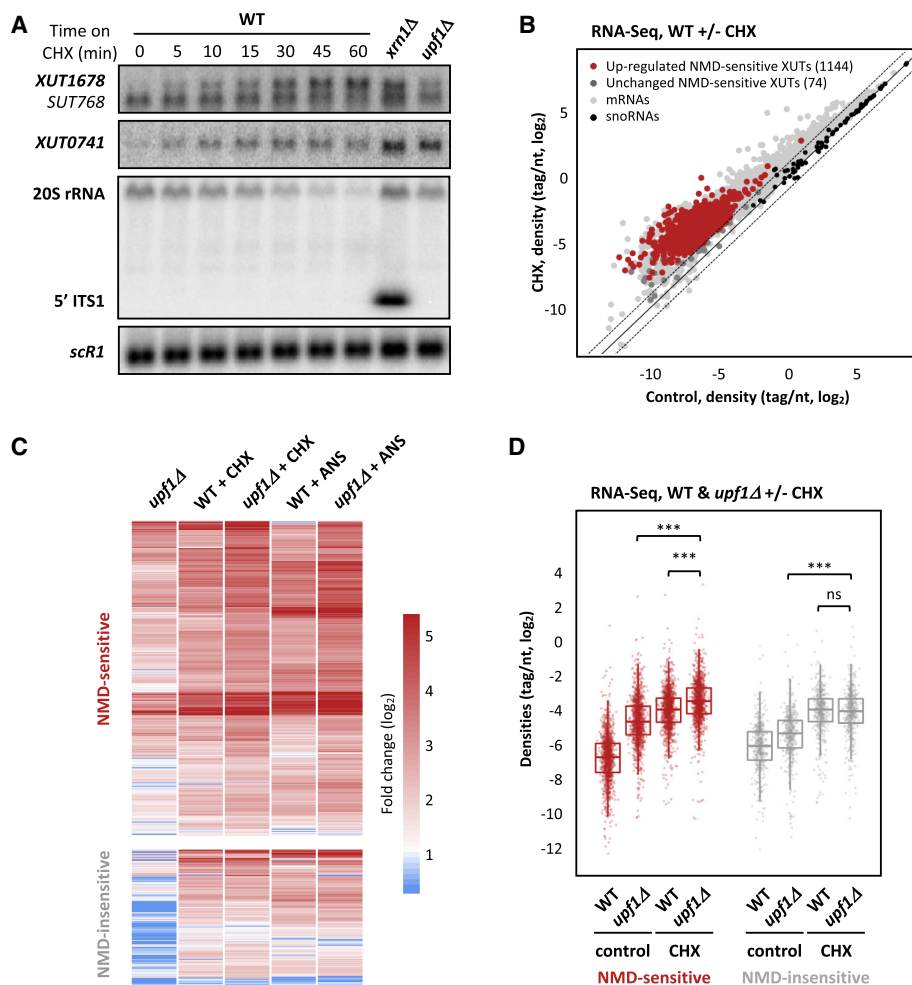 A
WT
Time on
CHX (min)
0 5 10 15 30 45 60 xrn1Δ upf1Δ
XUT1678
SUT768
XUT0741
20S rRNA
5’ ITS1
scR1
B
RNA-Seq, WT +/- CHX
Up-regulated NMD-sensitive XUTs (1144)
Unchanged NMD-sensitive XUTs (74)
mRNAs
snoRNAs
CHX, density (tag/nt, log2)
5
0
-5
-10
-10 -5 0 5
Control, density (tag/nt, log2)
C
upf1Δ WT + CHX upf1Δ + CHX WT + ANS upf1Δ + ANS
NMD-sensitive
NMD-insensitive
Fold change (log2)
5
4
3
2
1
D
RNA-Seq, WT & upf1Δ +/- CHX
Densities (tag/nt, log2)
4
2
0
-2
-4
-6
-8
-10
-12
*** *** *** ns
WT upf1Δ WT upf1Δ WT upf1Δ WT upf1Δ
control CHX control CHX
NMD-sensitive NMD-insensitive